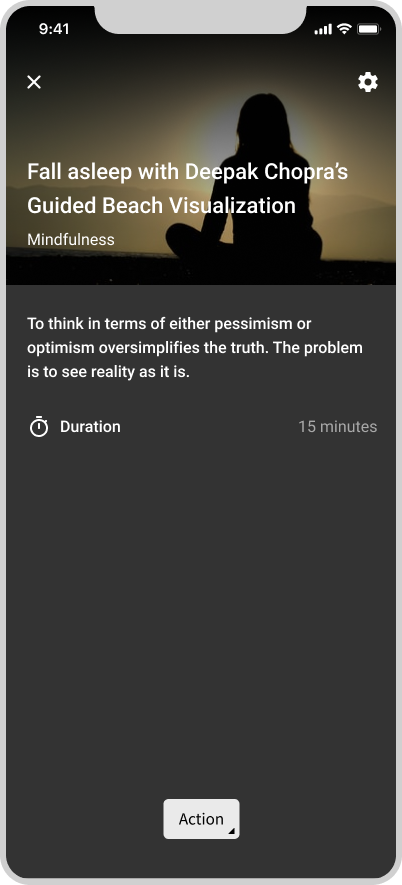 9:41
Fall asleep with Deepak Chopra’s
Guided Beach Visualization
Mindfulness
To think in terms of either pessimism or
optimism oversimplifies the truth. The problem
is to see reality as it is.
Duration 15 minutes
Action